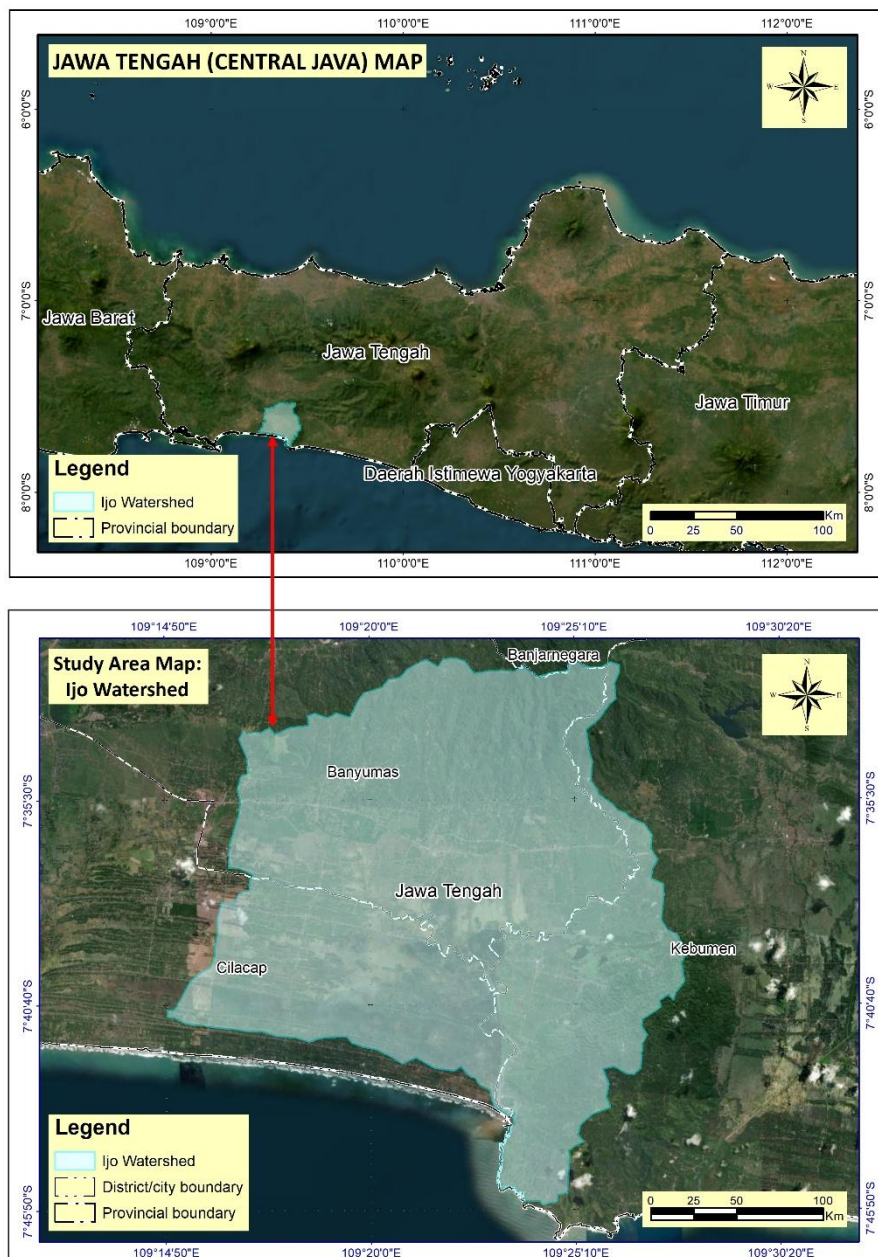 109°0'0"E 110°0'0"E 111°0'0"E 112°0'0"E
JAWA TENGAH (CENTRAL JAVA) MAP
N
W E
S
6°0'0"S 6°0'0"S
7°0'0"S 7°0'0"S
Jawa Barat
Jawa Tengah
Jawa Timur
Daerah Istimewa Yogyakarta
8°0'0"S 8°0'0"S
Legend
Ijo Watershed
Provincial boundary
Km
0 25 50 100
109°0'0"E 110°0'0"E 111°0'0"E 112°0'0"E
109°14'50"E 109°20'0"E 109°25'10"E 109°30'20"E
Study Area Map:
Ijo Watershed
Banjarnegara
N
W E
S
Banyumas
7°35'30"S 7°35'30"S
Jawa Tengah
Kebumen
Cilacap
7°40'40"S 7°40'40"S
Legend
Ijo Watershed
District/city boundary
Provincial boundary
0 25 50 100
Km
7°45'50"S 7°45'50"S
109°14'50"E 109°20'0"E 109°25'10"E 109°30'20"E